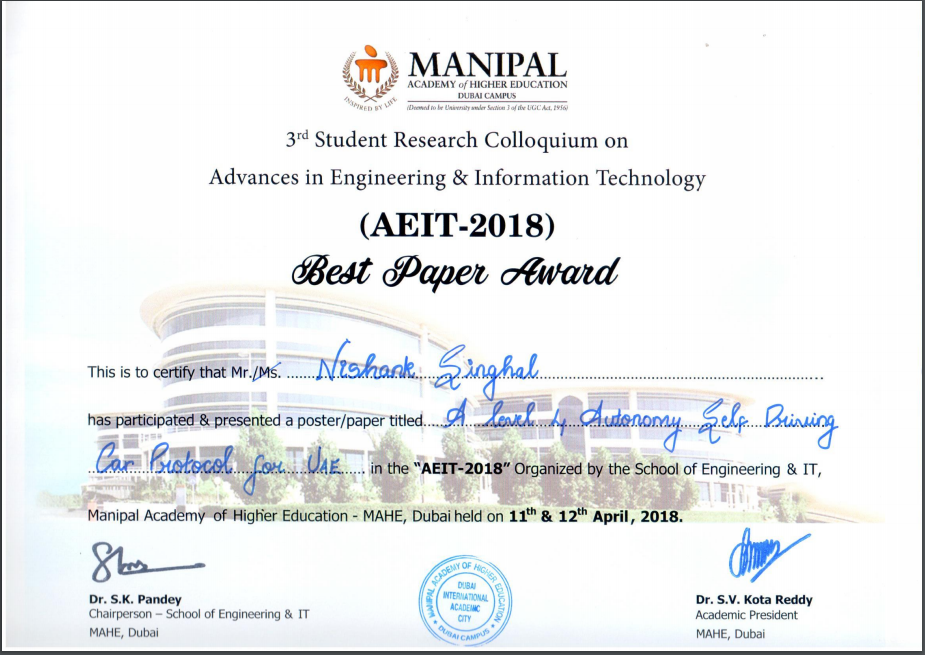 MANIPAL
ACADEMY of HIGHER EDUCATION
DUBAI CAMPUS
(Deemed to be University under Section 3 of the UGC Act, 1956)
INSPIRED BY LIFE
3rd Student Research Colloquium on
Advances in Engineering & Information Technology
(AEIT-2018)
Best Paper Award
This is to certify that Mr./Ms. Nishank Singhal
has participated & presented a poster/paper titled A level 4 Autonomy Self Driving
Car Protocol for UAE in the “AEIT-2018” Organized by the School of Engineering & IT,
Manipal Academy of Higher Education - MAHE, Dubai held on 11th & 12th April, 2018.
Dr. S.K. Pandey
Chairperson – School of Engineering & IT
MAHE, Dubai
MANIPAL ACADEMY OF HIGHER EDUCATION
DUBAI
INTERNATIONAL
ACADEMIC
CITY
DUBAI CAMPUS
Dr. S.V. Kota Reddy
Academic President
MAHE, Dubai